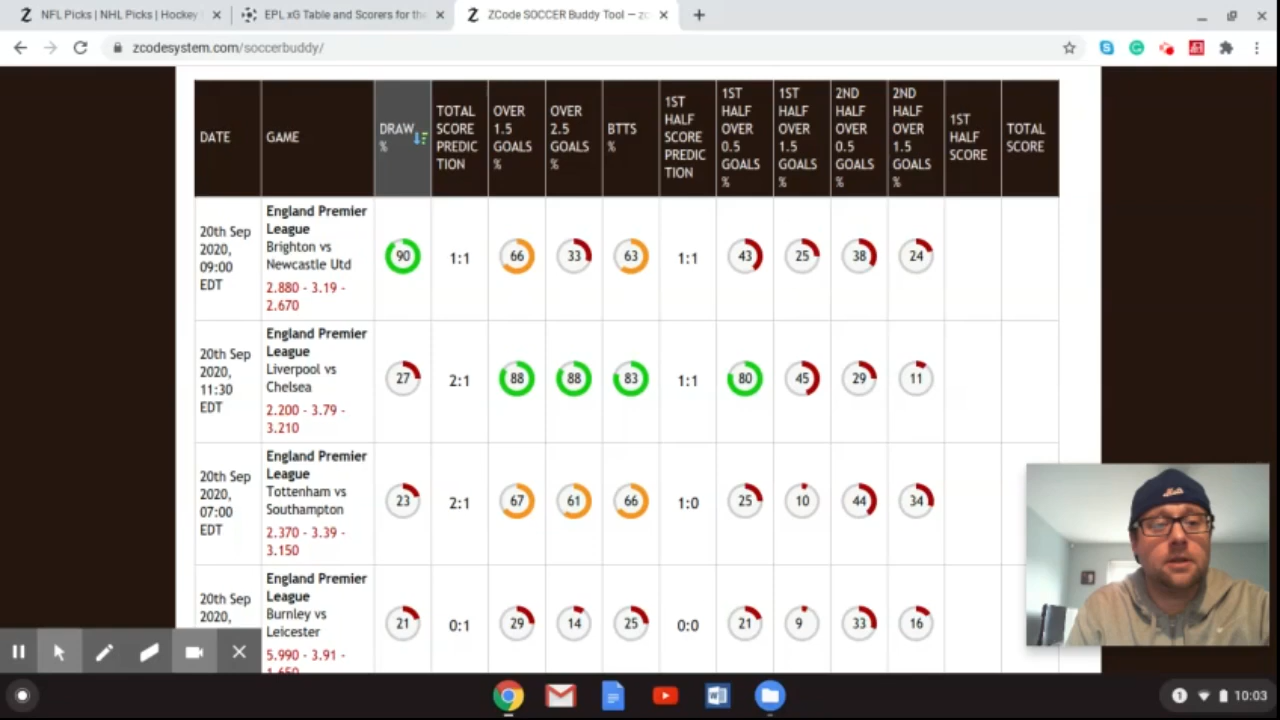 NFL Picks | NHL Picks | Hockey
EPL xG Table and Scorers for the
ZCode SOCCER Buddy Tool — zc
zcodesystem.com/soccerbuddy/
DATE
GAME
DRAW
%
TOTAL
SCORE
PREDIC
TION
OVER
1.5
GOALS
%
OVER
2.5
GOALS
%
BTTS
%
1ST
HALF
SCORE
PREDIC
TION
1ST
HALF
OVER
0.5
GOALS
%
1ST
HALF
OVER
1.5
GOALS
%
2ND
HALF
OVER
0.5
GOALS
%
2ND
HALF
OVER
1.5
GOALS
%
1ST
HALF
SCORE
TOTAL
SCORE
20th Sep
2020,
09:00
EDT
England Premier
League
Brighton vs
Newcastle Utd
2.880 - 3.19 -
2.670
90
1:1
66
33
63
1:1
43
25
38
24
20th Sep
2020,
11:30
EDT
England Premier
League
Liverpool vs
Chelsea
2.200 - 3.79 -
3.210
27
2:1
88
88
83
1:1
80
45
29
11
20th Sep
2020,
07:00
EDT
England Premier
League
Tottenham vs
Southampton
2.370 - 3.39 -
3.150
23
2:1
67
61
66
1:0
25
10
44
34
20th Sep
2020,
England Premier
League
Burnley vs
Leicester
5.990 - 3.91 -
1.650
21
0:1
29
14
25
0:0
21
9
33
16
1
10:03